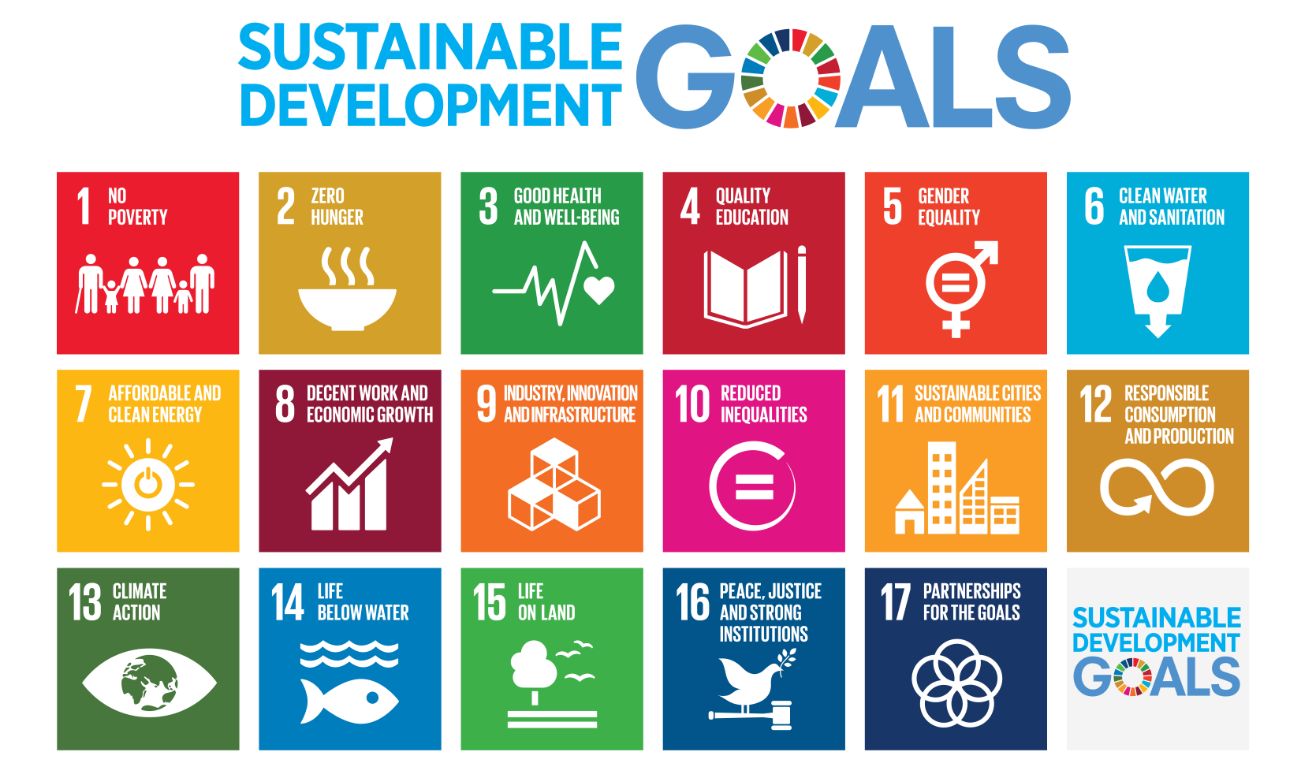 SUSTAINABLE
DEVELOPMENT
GOALS
1 NO
POVERTY
2 ZERO
HUNGER
3 GOOD HEALTH
AND WELL-BEING
4 QUALITY
EDUCATION
5 GENDER
EQUALITY
6 CLEAN WATER
AND SANITATION
7 AFFORDABLE AND
CLEAN ENERGY
8 DECENT WORK AND
ECONOMIC GROWTH
9 INDUSTRY, INNOVATION
AND INFRASTRUCTURE
10 REDUCED
INEQUALITIES
11 SUSTAINABLE CITIES
AND COMMUNITIES
12 RESPONSIBLE
CONSUMPTION
AND PRODUCTION
13 CLIMATE
ACTION
14 LIFE
BELOW WATER
15 LIFE
ON LAND
16 PEACE, JUSTICE
AND STRONG
INSTITUTIONS
17 PARTNERSHIPS
FOR THE GOALS
SUSTAINABLE
DEVELOPMENT
GOALS